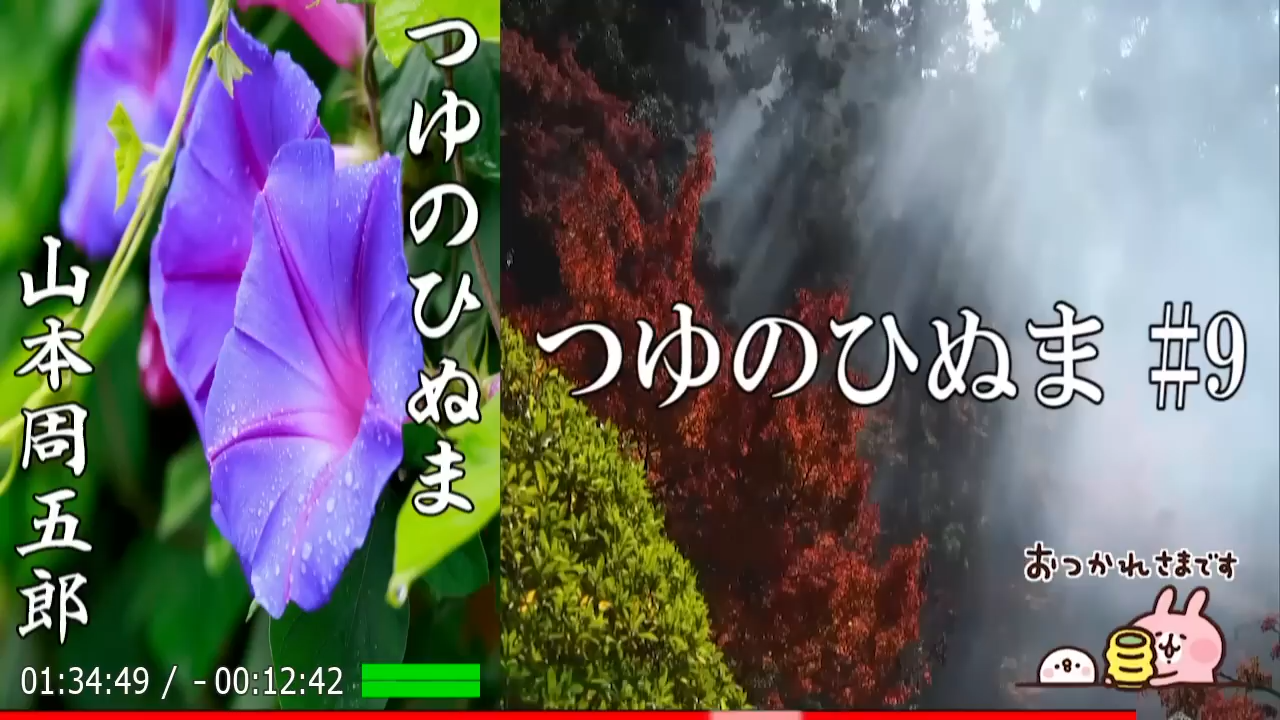 つゆのひぬま
山本周五郎
01:34:49 / -00:12:42
つゆのひぬま #9
おつかれさまです